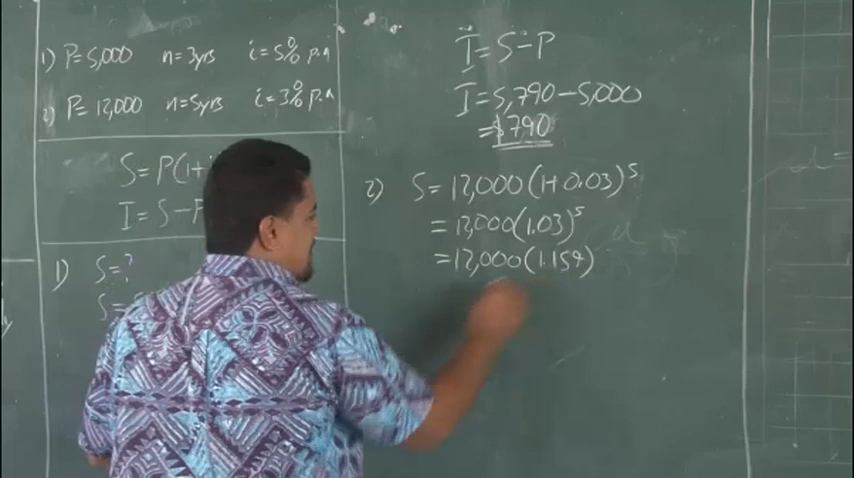 1) P=5,000 n=3yrs i=5% p.a
2) P=12,000 n=5yrs i=3% p.a
S=P(1+
I=S-P
1) S=?
S=
I=S-P
I=5,790-5,000
=$790
2) S=12,000(1+0.03)⁵
=12,000(1.03)⁵
=12,000(1.159)